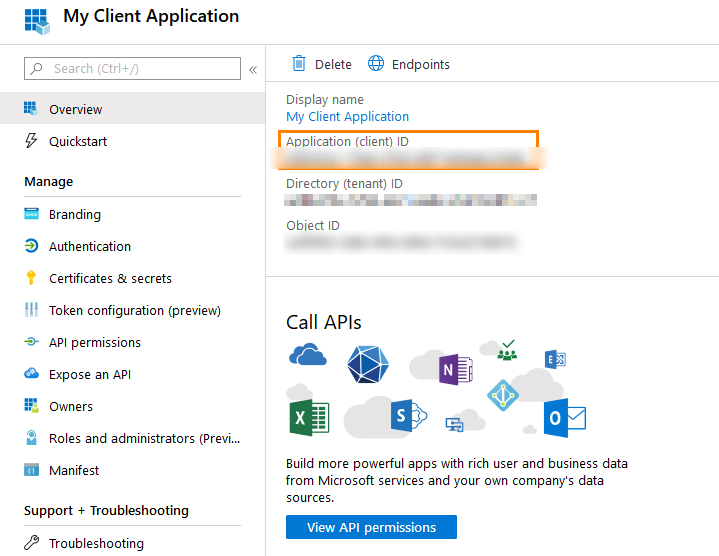 My Client Application
Search (Ctrl+/)
«
Delete
Endpoints
Overview
Quickstart
Manage
Branding
Authentication
Certificates & secrets
Token configuration (preview)
API permissions
Expose an API
Owners
Roles and administrators (Previ...
Manifest
Support + Troubleshooting
Troubleshooting
Display name
My Client Application
Application (client) ID
Directory (tenant) ID
Object ID
Call APIs
N
E
X
S
O
Build more powerful apps with rich user and business data
from Microsoft services and your own company's data
sources.
View API permissions